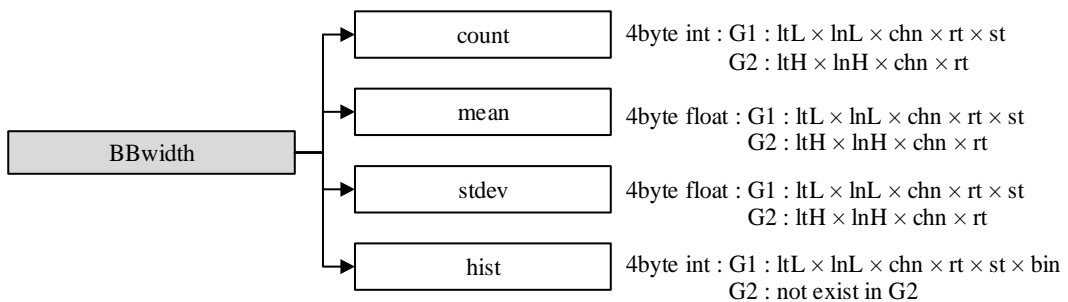 count
4byte int : G1 : ltL × lnL × chn × rt × st
G2 : ltH × lnH × chn × rt
mean
4byte float : G1 : ltL × lnL × chn × rt × st
G2 : ltH × lnH × chn × rt
BBwidth
stdev
4byte float : G1 : ltL × lnL × chn × rt × st
G2 : ltH × lnH × chn × rt
hist
4byte int : G1 : ltL × lnL × chn × rt × st × bin
G2 : not exist in G2